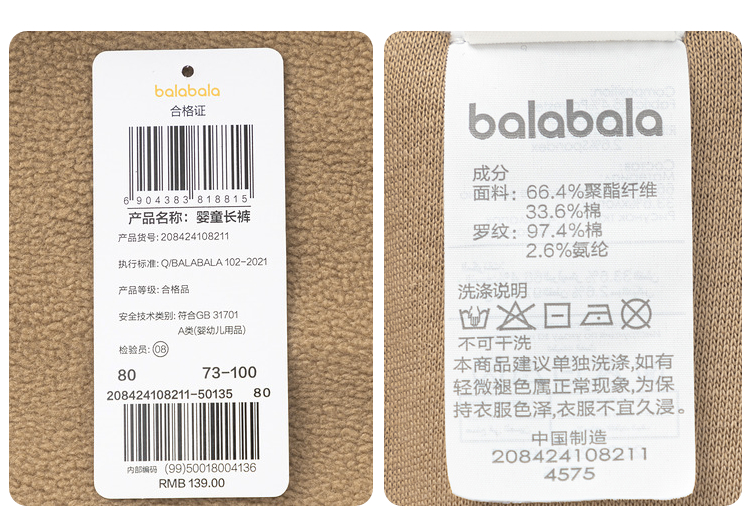 balabala
合格证
6 904383 818815
产品名称：婴童长裤
产品货号：208424108211
执行标准：Q/BALABALA 102-2021
产品等级：合格品
安全技术类别：符合GB 31701
A类(婴幼儿用品)
检验员：08
80 73-100
208424108211-50135 80
内部编码 (99)50018004136
RMB 139.00
balabala
成分
面料：66.4%聚酯纤维
33.6%棉
罗纹：97.4%棉
2.6%氨纶
洗涤说明
不可干洗
本商品建议单独洗涤,如有
轻微褪色属正常现象,为保
持衣服色泽,衣服不宜久浸。
中国制造
208424108211
4575